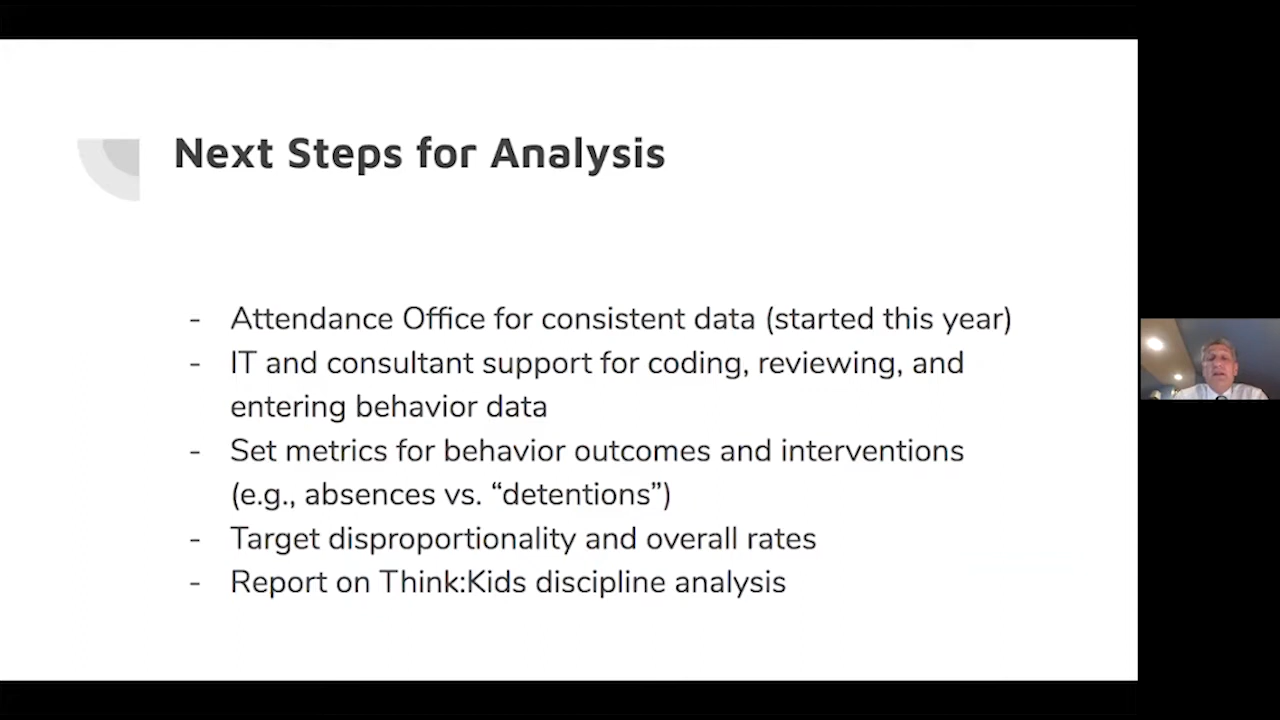 Next Steps for Analysis
- Attendance Office for consistent data (started this year)
- IT and consultant support for coding, reviewing, and
entering behavior data
- Set metrics for behavior outcomes and interventions
(e.g., absences vs. “detentions”)
- Target disproportionality and overall rates
- Report on Think:Kids discipline analysis